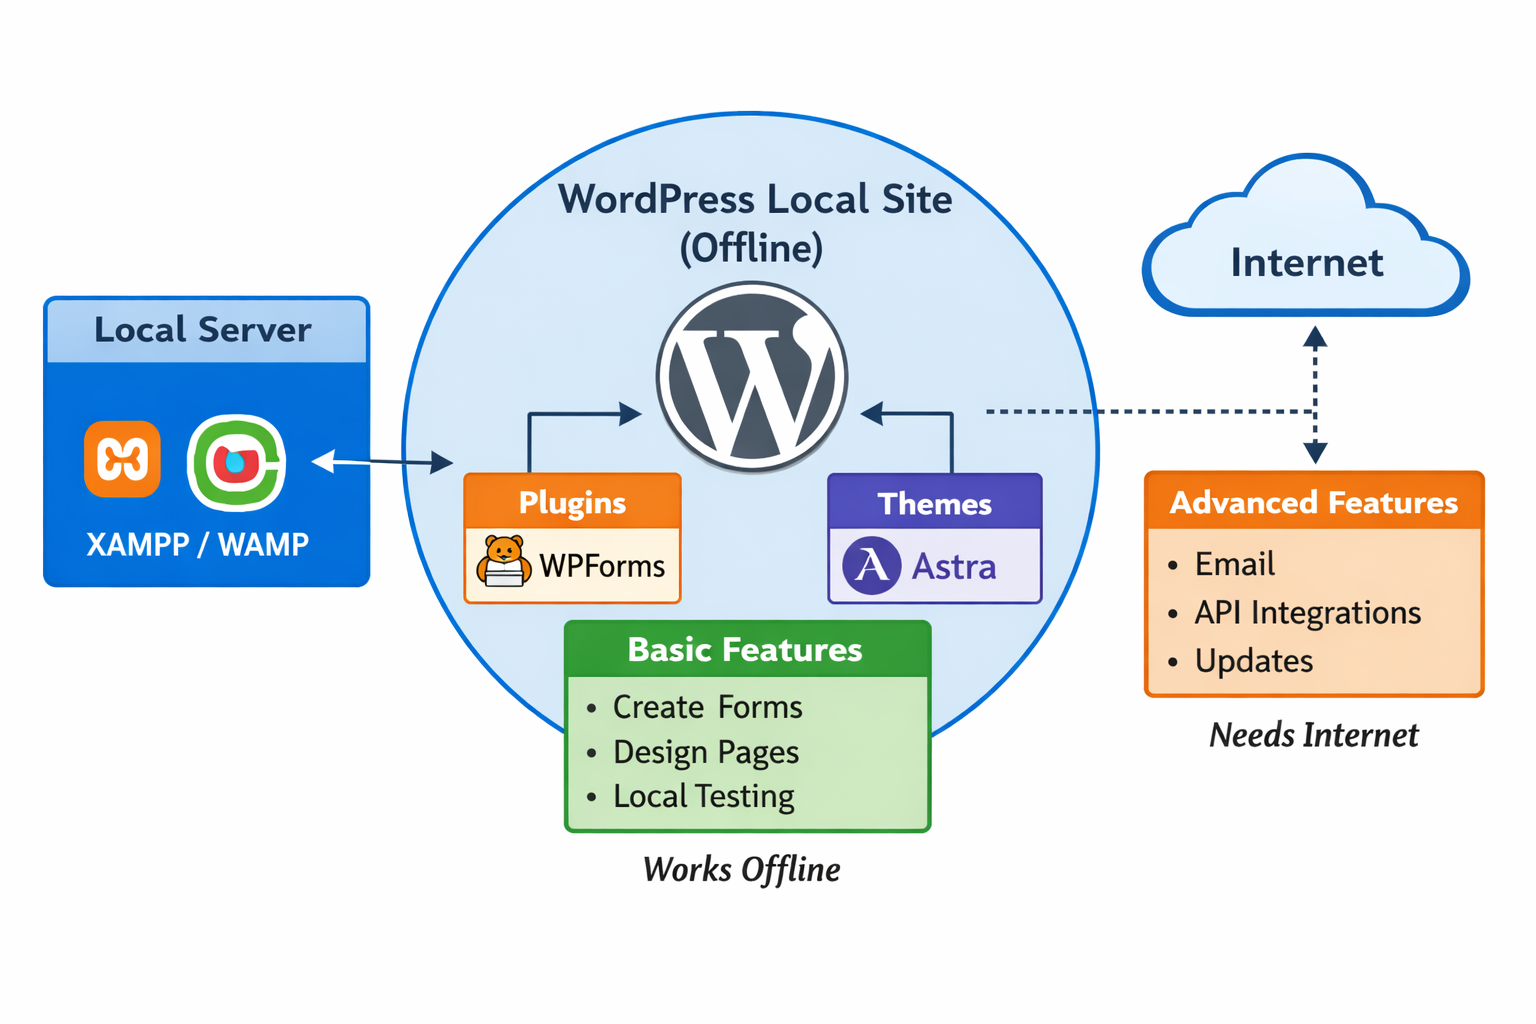 WordPress Local Site
(Offline)
Internet
Local Server
XAMPP / WAMP
Plugins
WPForms
Themes
Astra
Basic Features
• Create Forms
• Design Pages
• Local Testing
Works Offline
Advanced Features
• Email
• API Integrations
• Updates
Needs Internet